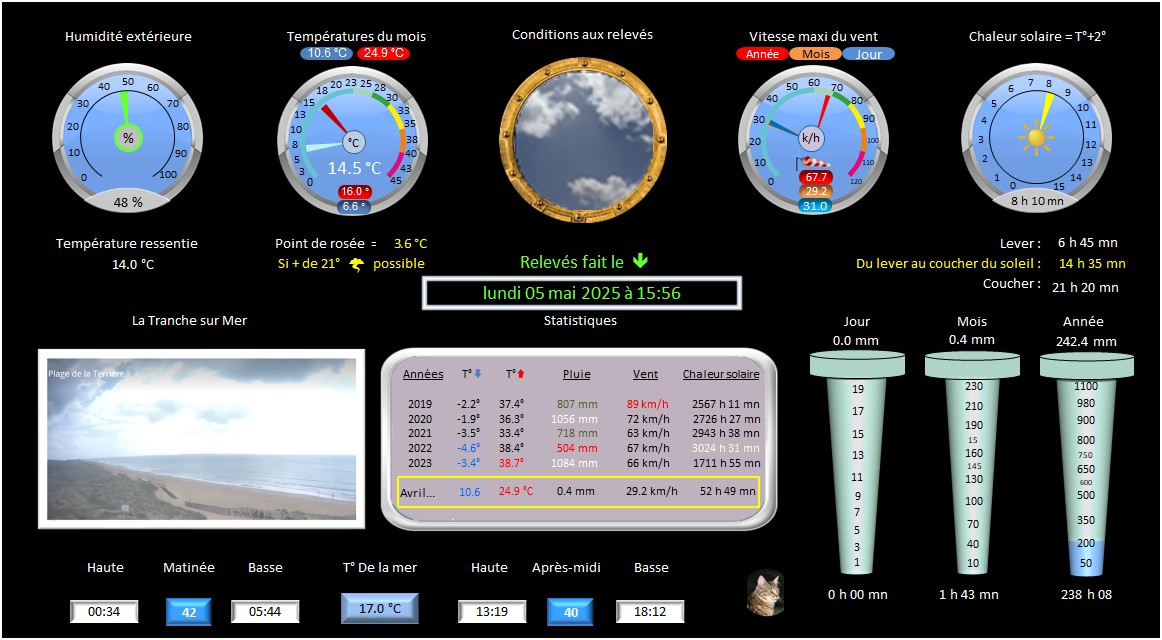 Humidité extérieure
Températures du mois
Conditions aux relevés
Vitesse maxi du vent
Chaleur solaire = T°+2°
10.6 °C 24.9 °C
Année Mois Jour
0 10 20 30 40 50 60 70 80 90 100
%
48 %
0 3 5 8 10 13 15 18 20 23 25 28 30 33 35 38 40 43 45
°C
14.5 °C
16.0 °
6.6 °
0 10 20 30 40 50 60 70 80 90 100 110 120
k/h
67.7
29.2
31.0
0 1 2 3 4 5 6 7 8 9 10 11 12 13 14 15
8 h 10 mn
Température ressentie
14.0 °C
Point de rosée = 3.6 °C
Si + de 21° possible
Relevés fait le
lundi 05 mai 2025 à 15:56
Lever : 6 h 45 mn
Du lever au coucher du soleil : 14 h 35 mn
Coucher : 21 h 20 mn
La Tranche sur Mer
Plage de la Terrière
Statistiques
Années T° T° Pluie Vent Chaleur solaire
2019 -2.2° 37.4° 807 mm 89 km/h 2567 h 11 mn
2020 -1.9° 36.3° 1056 mm 72 km/h 2726 h 27 mn
2021 -3.5° 33.4° 718 mm 63 km/h 2943 h 38 mn
2022 -4.6° 38.4° 504 mm 67 km/h 3024 h 31 mn
2023 -3.4° 38.7° 1084 mm 66 km/h 1711 h 55 mn
Avril... 10.6 24.9 °C 0.4 mm 29.2 km/h 52 h 49 mn
Jour
0.0 mm
19
17
15
13
11
9
7
5
3
1
0 h 00 mn
Mois
0.4 mm
230
210
190
15
160
145
130
100
70
40
10
1 h 43 mn
Année
242.4 mm
1100
980
900
800
750
650
600
500
350
200
50
238 h 08
Haute Matinée Basse T° De la mer Haute Après-midi Basse
00:34 42 05:44 17.0 °C 13:19 40 18:12